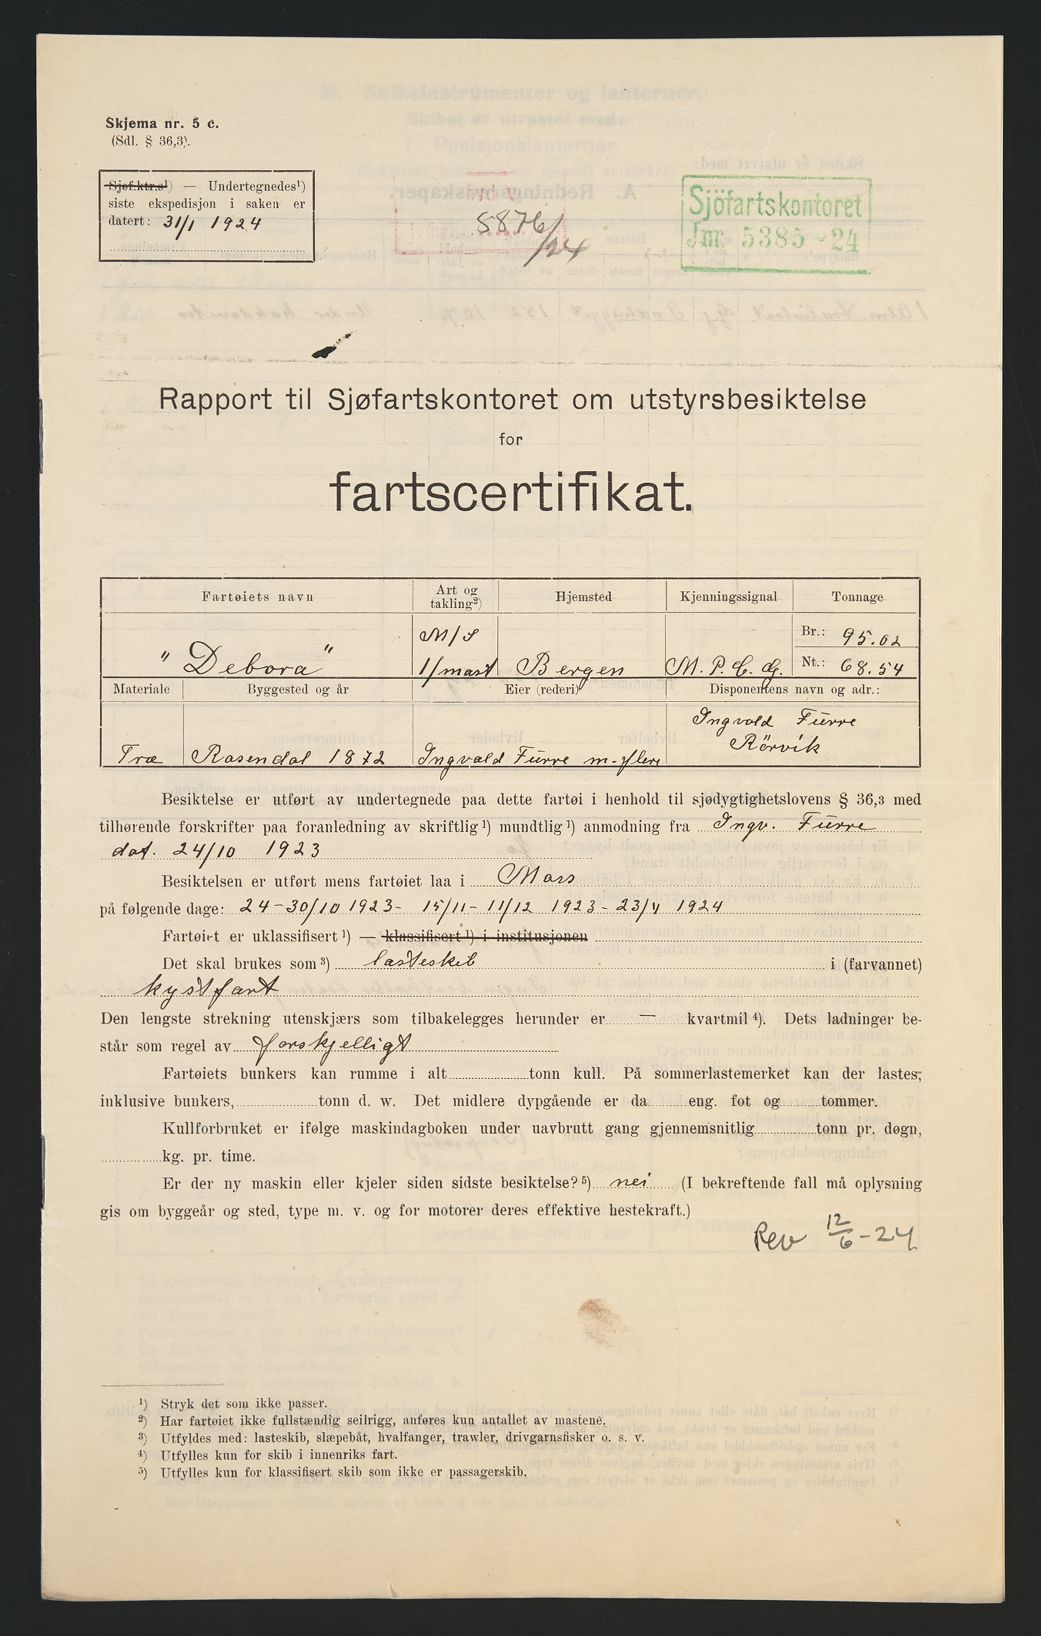 Skjema nr. 5 c.
(Sdl. § 36,3).
Sjøf.ktr.s¹) — Undertegnedes¹)
siste ekspedisjon i saken er
datert: 31/1 1924
5876/24
Sjöfartskontoret
Jnr. 5385-24
Rapport til Sjøfartskontoret om utstyrsbesiktelse
for
fartscertifikat.
Fartøiets navn
Art og takling²)
Hjemsted
Kjenningssignal
Tonnage
"Debora"
M/S
1/mast
Bergen
M. P. C. G.
Br.: 95.02
Nt.: 68.54
Materiale
Byggested og år
Eier (rederi)
Disponentens navn og adr.:
Træ
Rosendal 1872
Ingvald Furre m. flere
Ingvald Furre
Rörvik
Besiktelse er utført av undertegnede paa dette fartøi i henhold til sjødygtighetslovens § 36,3 med
tilhørende forskrifter paa foranledning av skriftlig¹) mundtlig¹) anmodning fra Ingv. Furre
dat. 24/10 1923
Besiktelsen er utført mens fartøiet laa i Mars
på følgende dage: 24-30/10 1923- 15/11- 11/12 1923- 23/4 1924
Fartøiet er uklassifisert¹) — klassifisert¹) i institusjonen
Det skal brukes som³) lasteskib i (farvannet)
kystfart
Den lengste strekning utenskjærs som tilbakelegges herunder er — kvartmil⁴). Dets ladninger be-
står som regel av forskjelligt
Fartøiets bunkers kan rumme i alt tonn kull. På sommerlastemerket kan der lastes,
inklusive bunkers, tonn d. w. Det midlere dypgående er da eng. fot og tommer.
Kullforbruket er ifølge maskindagboken under uavbrutt gang gjennemsnitlig tonn pr. døgn,
kg. pr. time.
Er der ny maskin eller kjeler siden sidste besiktelse?⁵) nei (I bekreftende fall må oplysning
gis om byggeår og sted, type m. v. og for motorer deres effektive hestekraft.)
Rev 12/6-24
¹) Stryk det som ikke passer.
²) Har fartøiet ikke fullstændig seilrigg, anføres kun antallet av mastene.
³) Utfyldes med: lasteskib, slæpebåt, hvalfanger, trawler, drivgarnsfisker o. s. v.
⁴) Utfylles kun for skib i innenriks fart.
⁵) Utfylles kun for klassifisert skib som ikke er passagerskib.